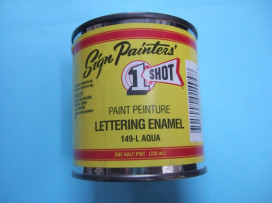 Sign Painters'
1 SHOT
PAINT PEINTURE
LETTERING ENAMEL
149-L AQUA
ONE HALF PINT (236 mL)